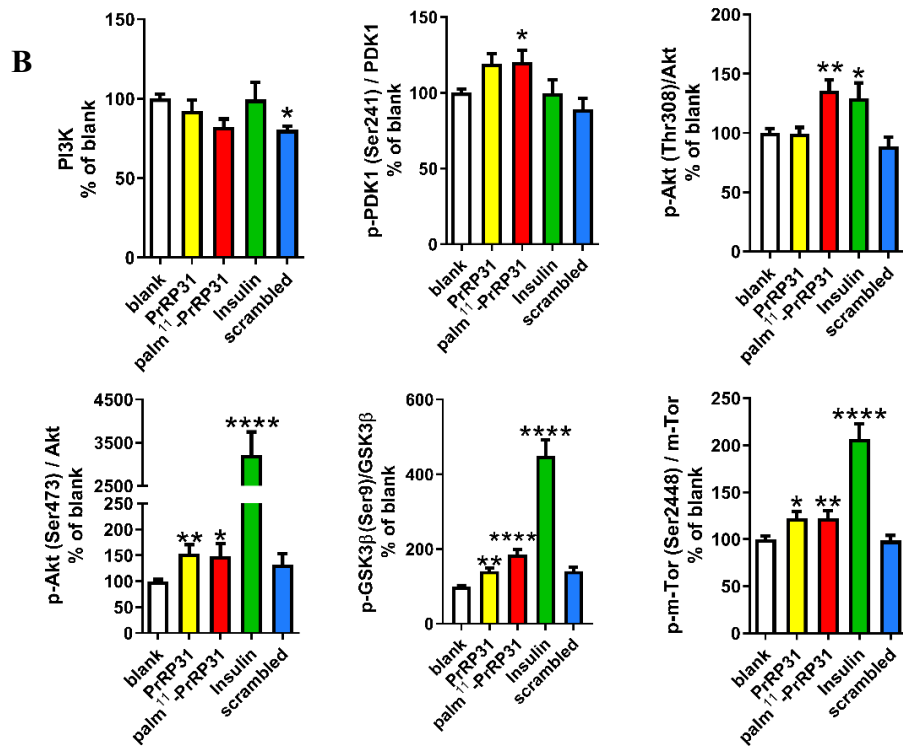 B
PI3K
% of blank
150
100
50
0
blank
PrRP31
palm ¹¹-PrRP31
Insulin
scrambled
*
p-PDK1 (Ser241) / PDK1
% of blank
150
100
50
0
blank
PrRP31
palm ¹¹-PrRP31
Insulin
scrambled
*
p-Akt (Thr308)/Akt
% of blank
200
150
100
50
0
blank
PrRP31
palm ¹¹-PrRP31
Insulin
scrambled
**
*
p-Akt (Ser473) / Akt
% of blank
4500
3500
2500
250
200
150
100
50
0
blank
PrRP31
palm ¹¹-PrRP31
Insulin
scrambled
**
*
****
p-GSK3β (Ser9)/GSK3β
% of blank
600
400
200
0
blank
PrRP31
palm ¹¹-PrRP31
Insulin
scrambled
**
****
****
p-m-Tor (Ser2448) / m-Tor
% of blank
250
200
150
100
50
0
blank
PrRP31
palm ¹¹-PrRP31
Insulin
scrambled
*
**
****